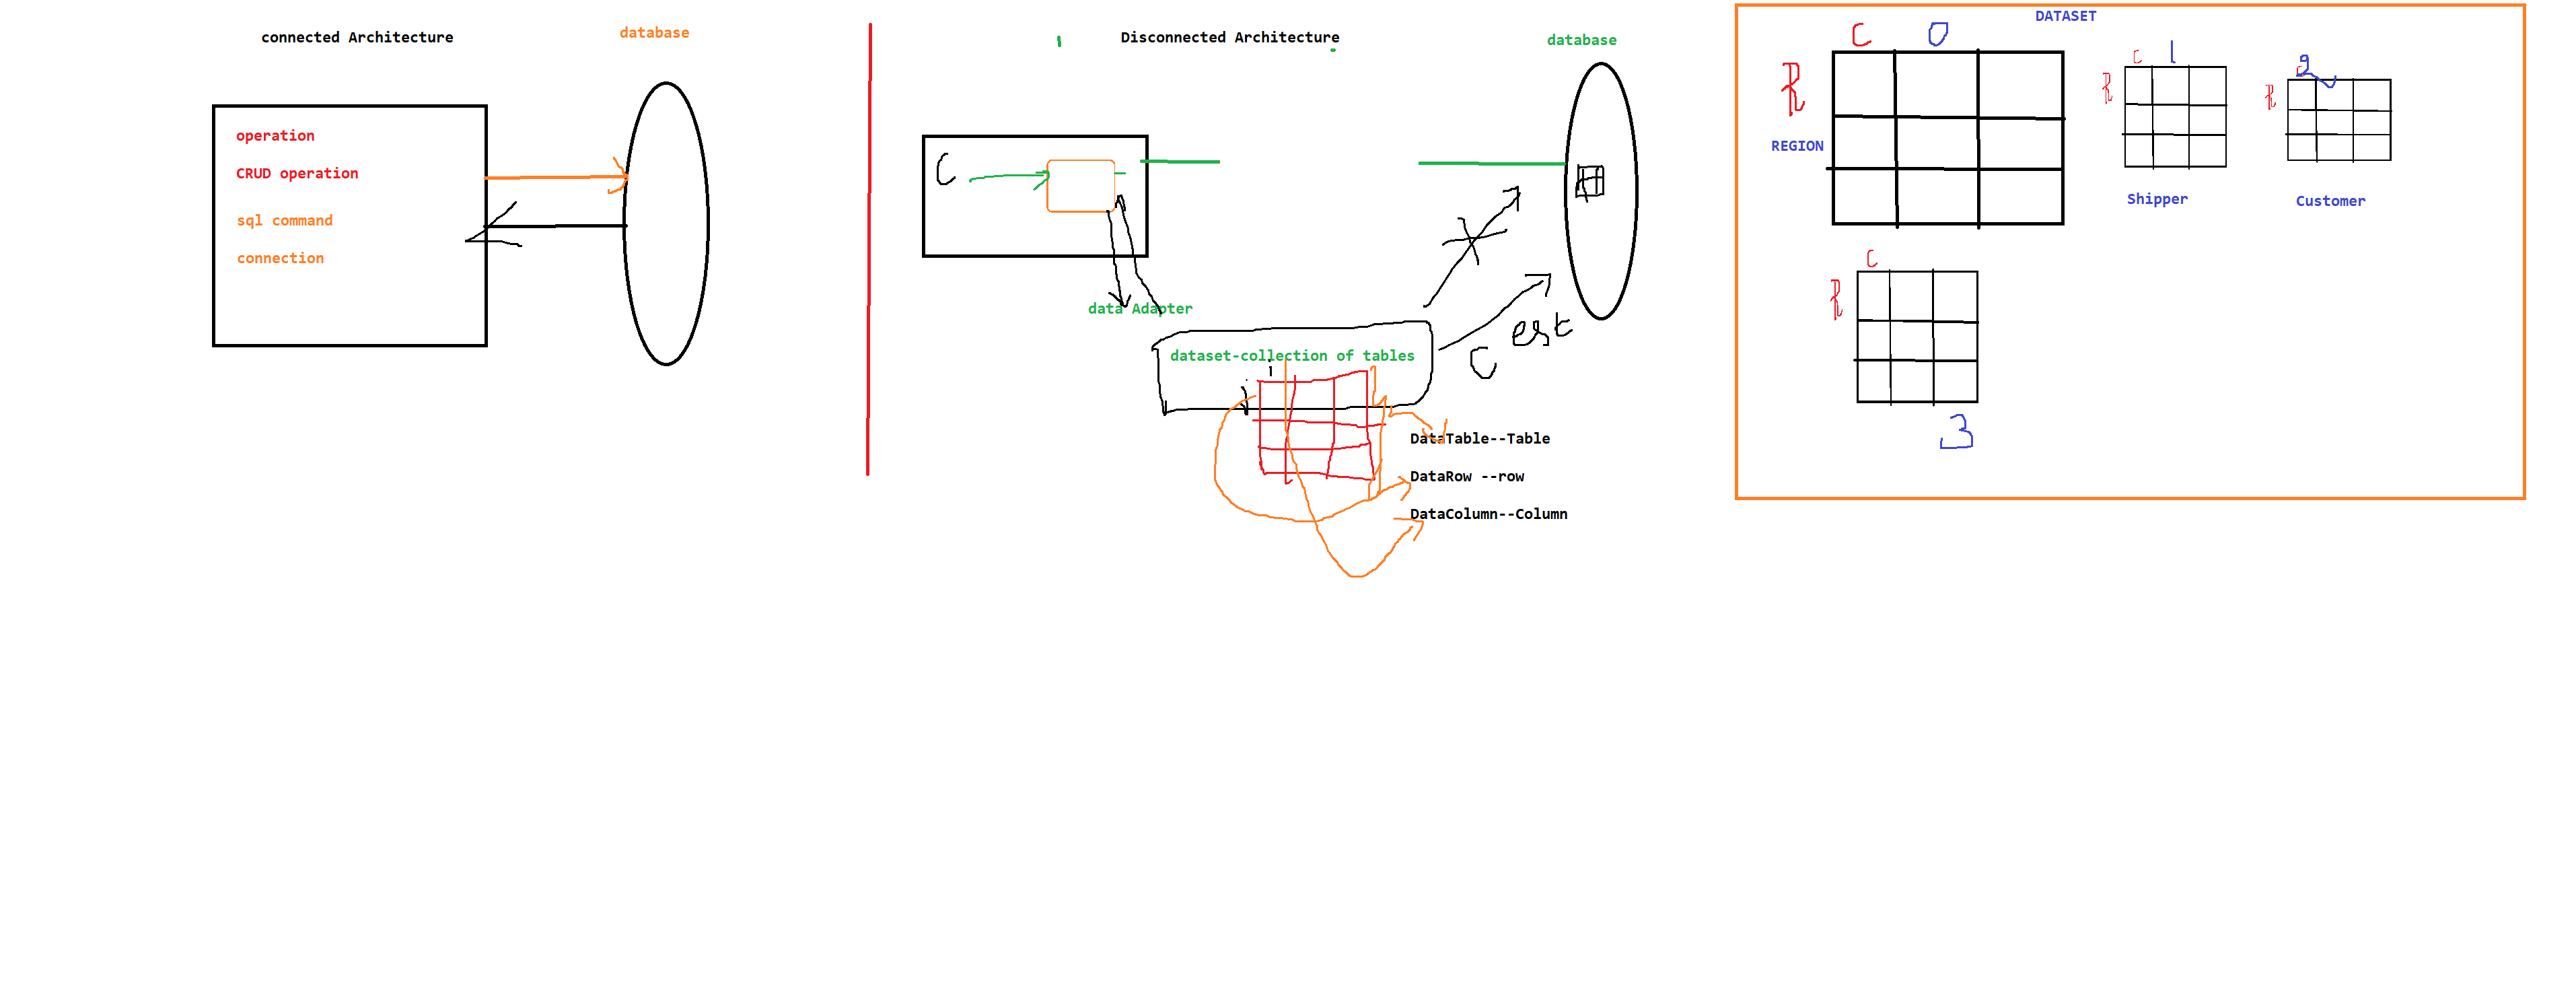 connected Architecture
database
operation
CRUD operation
sql command
connection
Disconnected Architecture
database
C
data Adapter
dataset-collection of tables
i
j
C est
DataTable--Table
DataRow --row
DataColumn--Column
DATASET
C 0
R
REGION
C 1
R
Shipper
C 2
R
Customer
C
R
3